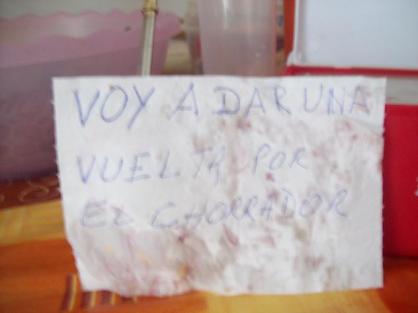 VOY A DAR UNA
VUELTA POR
EL CHORRADOR